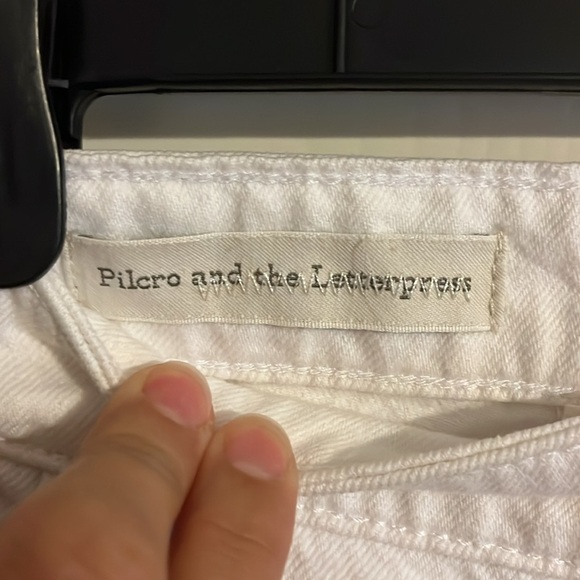 Pilcro and the Letterpress